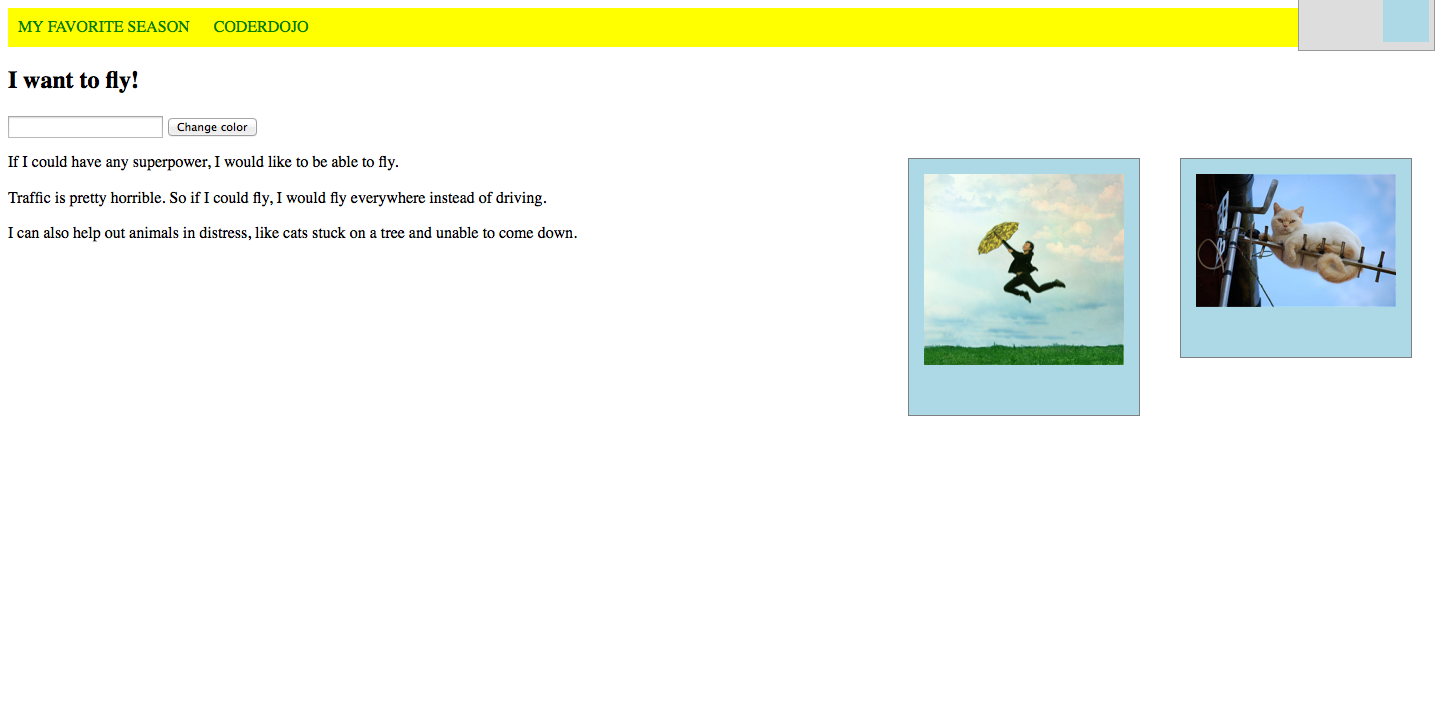 MY FAVORITE SEASON CODERDOJO
I want to fly!
Change color
If I could have any superpower, I would like to be able to fly.
Traffic is pretty horrible. So if I could fly, I would fly everywhere instead of driving.
I can also help out animals in distress, like cats stuck on a tree and unable to come down.